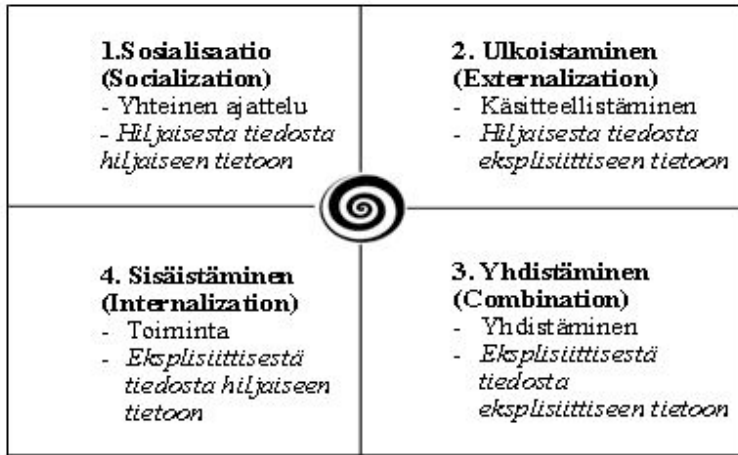 1.Sosialisaatio
(Socialization)
- Yhteinen ajattelu
- Hiljaisesta tiedosta
hiljaiseen tietoon
2. Ulkoistaminen
(Externalization)
- Käsitteellistäminen
- Hiljaisesta tiedosta
eksplisiittiseen tietoon
4. Sisäistäminen
(Internalization)
- Toiminta
- Eksplisiittisestä
tiedosta hiljaiseen
tietoon
3. Yhdistäminen
(Combination)
- Yhdistäminen
- Eksplisiittisestä
tiedosta
eksplisiittiseen tietoon